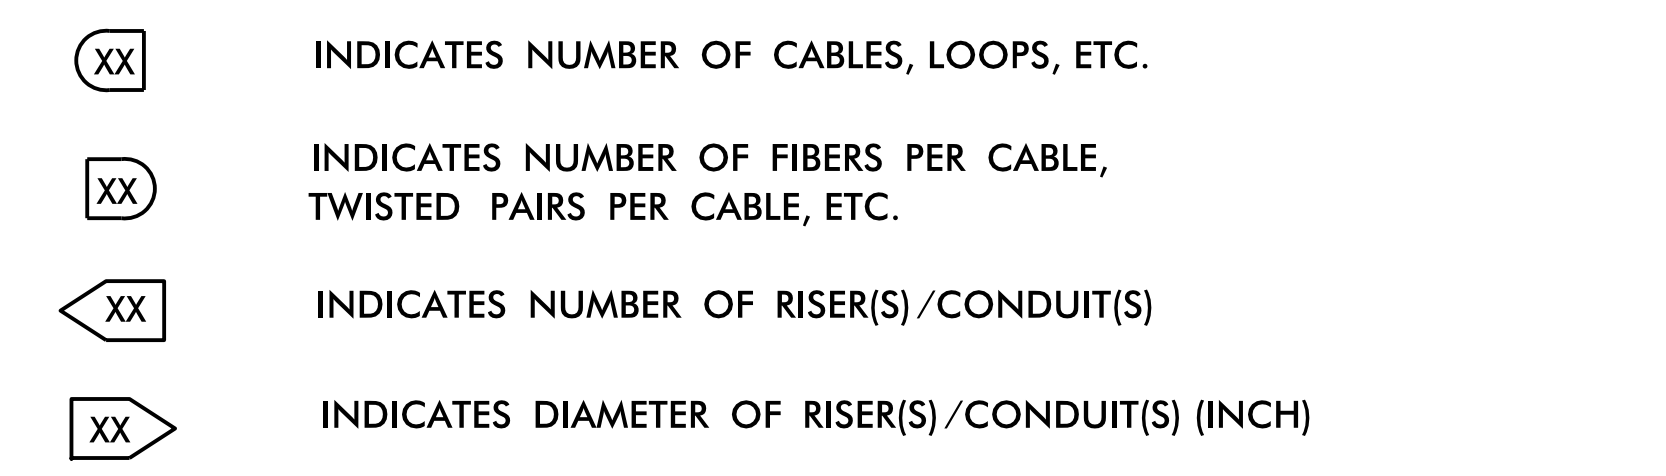 XX INDICATES NUMBER OF CABLES, LOOPS, ETC.
INDICATES NUMBER OF FIBERS PER CABLE,
XX TWISTED PAIRS PER CABLE, ETC.
XX INDICATES NUMBER OF RISER(S)/CONDUIT(S)
XX INDICATES DIAMETER OF RISER(S)/CONDUIT(S) (INCH)